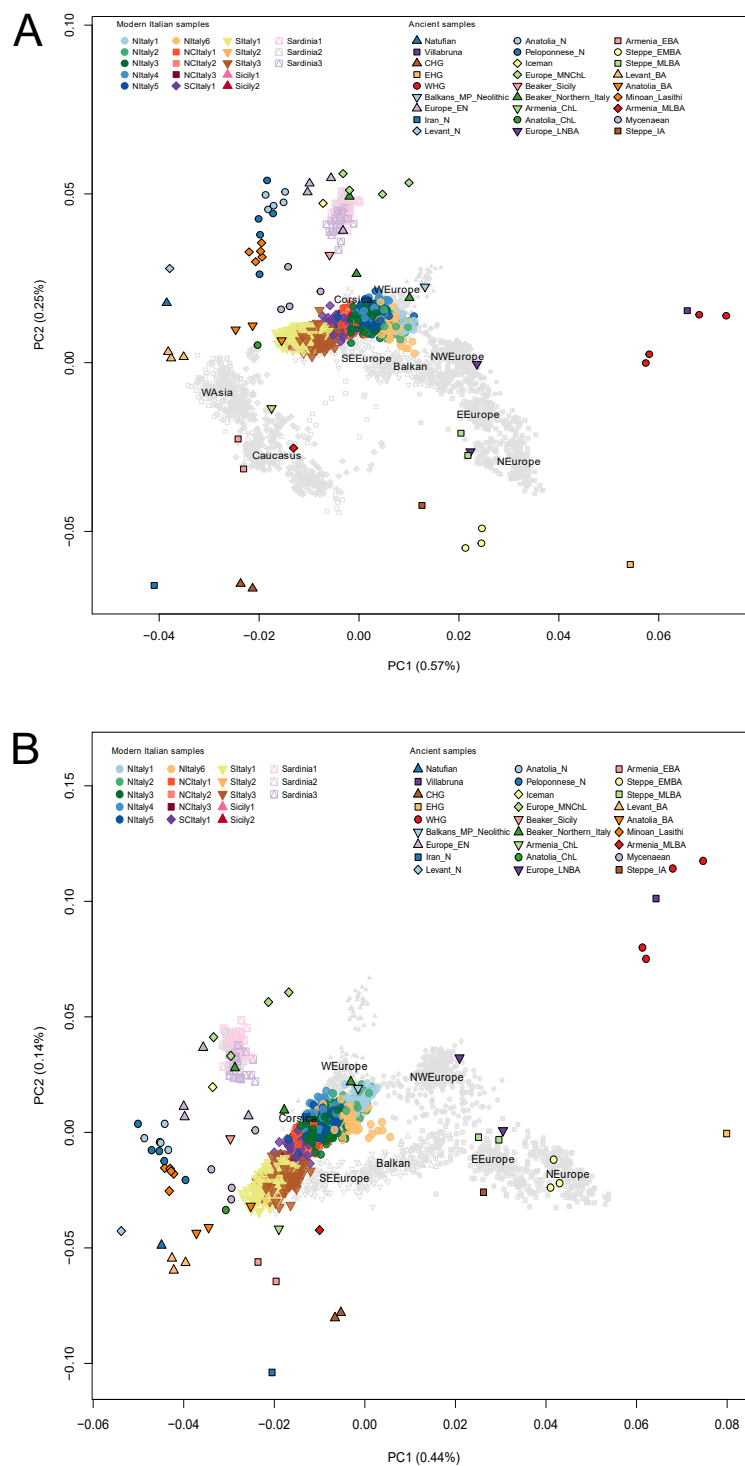 A
Modern Italian samples
Ancient samples
NItaly1 NItaly6 SItaly1 Sardinia1
NItaly2 NCItaly1 SItaly2 Sardinia2
NItaly3 NCItaly2 SItaly3 Sardinia3
NItaly4 NCItaly3 Sicily1
NItaly5 SCItaly1 Sicily2
Natufian Anatolia_N Armenia_EBA
Villabruna Peloponnese_N Steppe_EMBA
CHG Iceman Steppe_MLBA
EHG Europe_MNChL Levant_BA
WHG Beaker_Sicily Anatolia_BA
Balkans_MP_Neolithic Beaker_Northern_Italy Minoan_Lasithi
Europe_EN Armenia_ChL Armenia_MLBA
Iran_N Anatolia_ChL Mycenaean
Levant_N Europe_LNBA Steppe_IA
0.10
0.05
0.00
−0.05
PC2 (0.25%)
WEurope
Corsica
SEEurope
NWEurope
Balkan
WAsia
EEurope
Caucasus
NEurope
−0.04 −0.02 0.00 0.02 0.04 0.06
PC1 (0.57%)
B
Modern Italian samples
Ancient samples
NItaly1 NItaly6 SItaly1 Sardinia1
NItaly2 NCItaly1 SItaly2 Sardinia2
NItaly3 NCItaly2 SItaly3 Sardinia3
NItaly4 NCItaly3 Sicily1
NItaly5 SCItaly1 Sicily2
Natufian Anatolia_N Armenia_EBA
Villabruna Peloponnese_N Steppe_EMBA
CHG Iceman Steppe_MLBA
EHG Europe_MNChL Levant_BA
WHG Beaker_Sicily Anatolia_BA
Balkans_MP_Neolithic Beaker_Northern_Italy Minoan_Lasithi
Europe_EN Armenia_ChL Armenia_MLBA
Iran_N Anatolia_ChL Mycenaean
Levant_N Europe_LNBA Steppe_IA
0.15
0.10
0.05
0.00
−0.05
−0.10
PC2 (0.14%)
WEurope
NWEurope
Corsica
Balkan
EEurope
SEEurope
NEurope
−0.06 −0.04 −0.02 0.00 0.02 0.04 0.06 0.08
PC1 (0.44%)